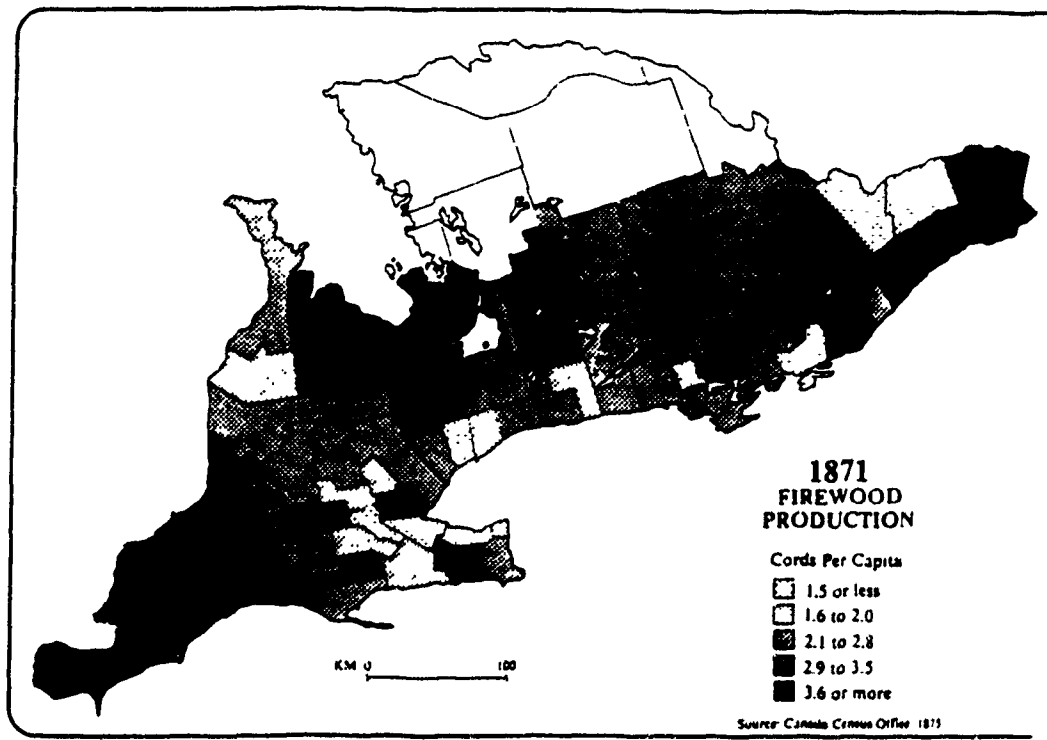 1871
FIREWOOD
PRODUCTION
Cords Per Capita
1.5 or less
1.6 to 2.0
2.1 to 2.8
2.9 to 3.5
3.6 or more
KM 0 100
Source: Canada Census Office 1875